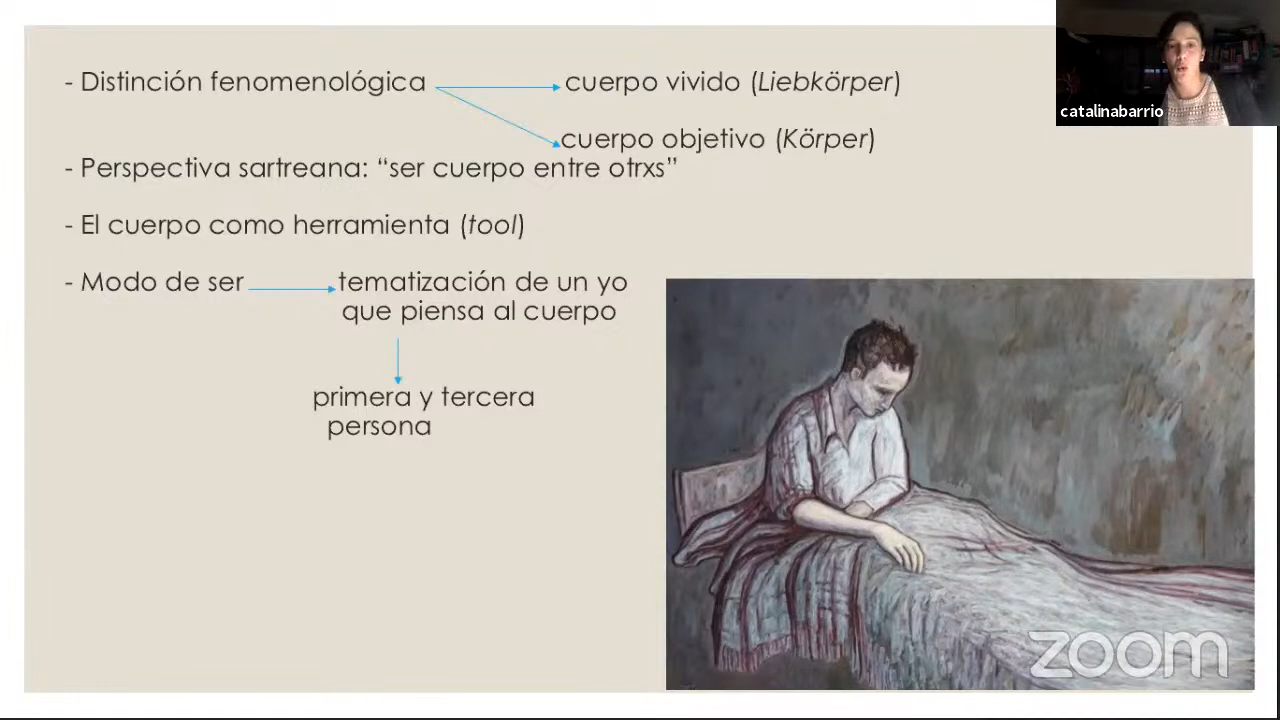 - Distinción fenomenológica cuerpo vivido (Liebkörper)
cuerpo objetivo (Körper)
- Perspectiva sartreana: “ser cuerpo entre otrxs”
- El cuerpo como herramienta (tool)
- Modo de ser tematización de un yo
que piensa al cuerpo
primera y tercera
persona
catalinabarrio
zoom